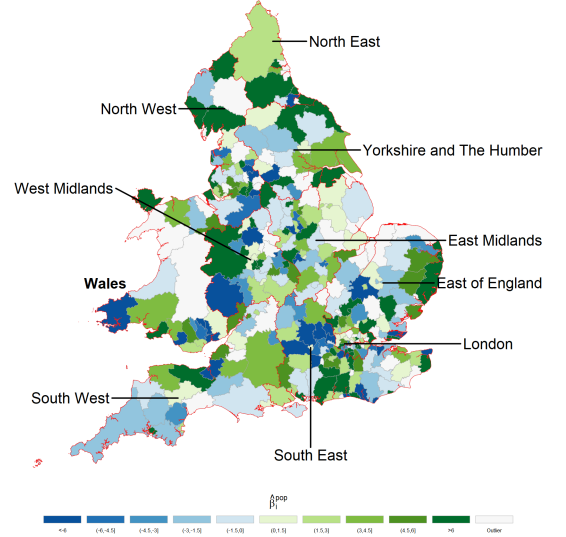 North East
North West
Yorkshire and The Humber
West Midlands
East Midlands
Wales
East of England
London
South West
South East
β̂ᵢᵖᵒᵖ
<-6 (-6,-4.5] (-4.5,-3] (-3,-1.5] (-1.5,0] (0,1.5] (1.5,3] (3,4.5] (4.5,6] >6 Outlier